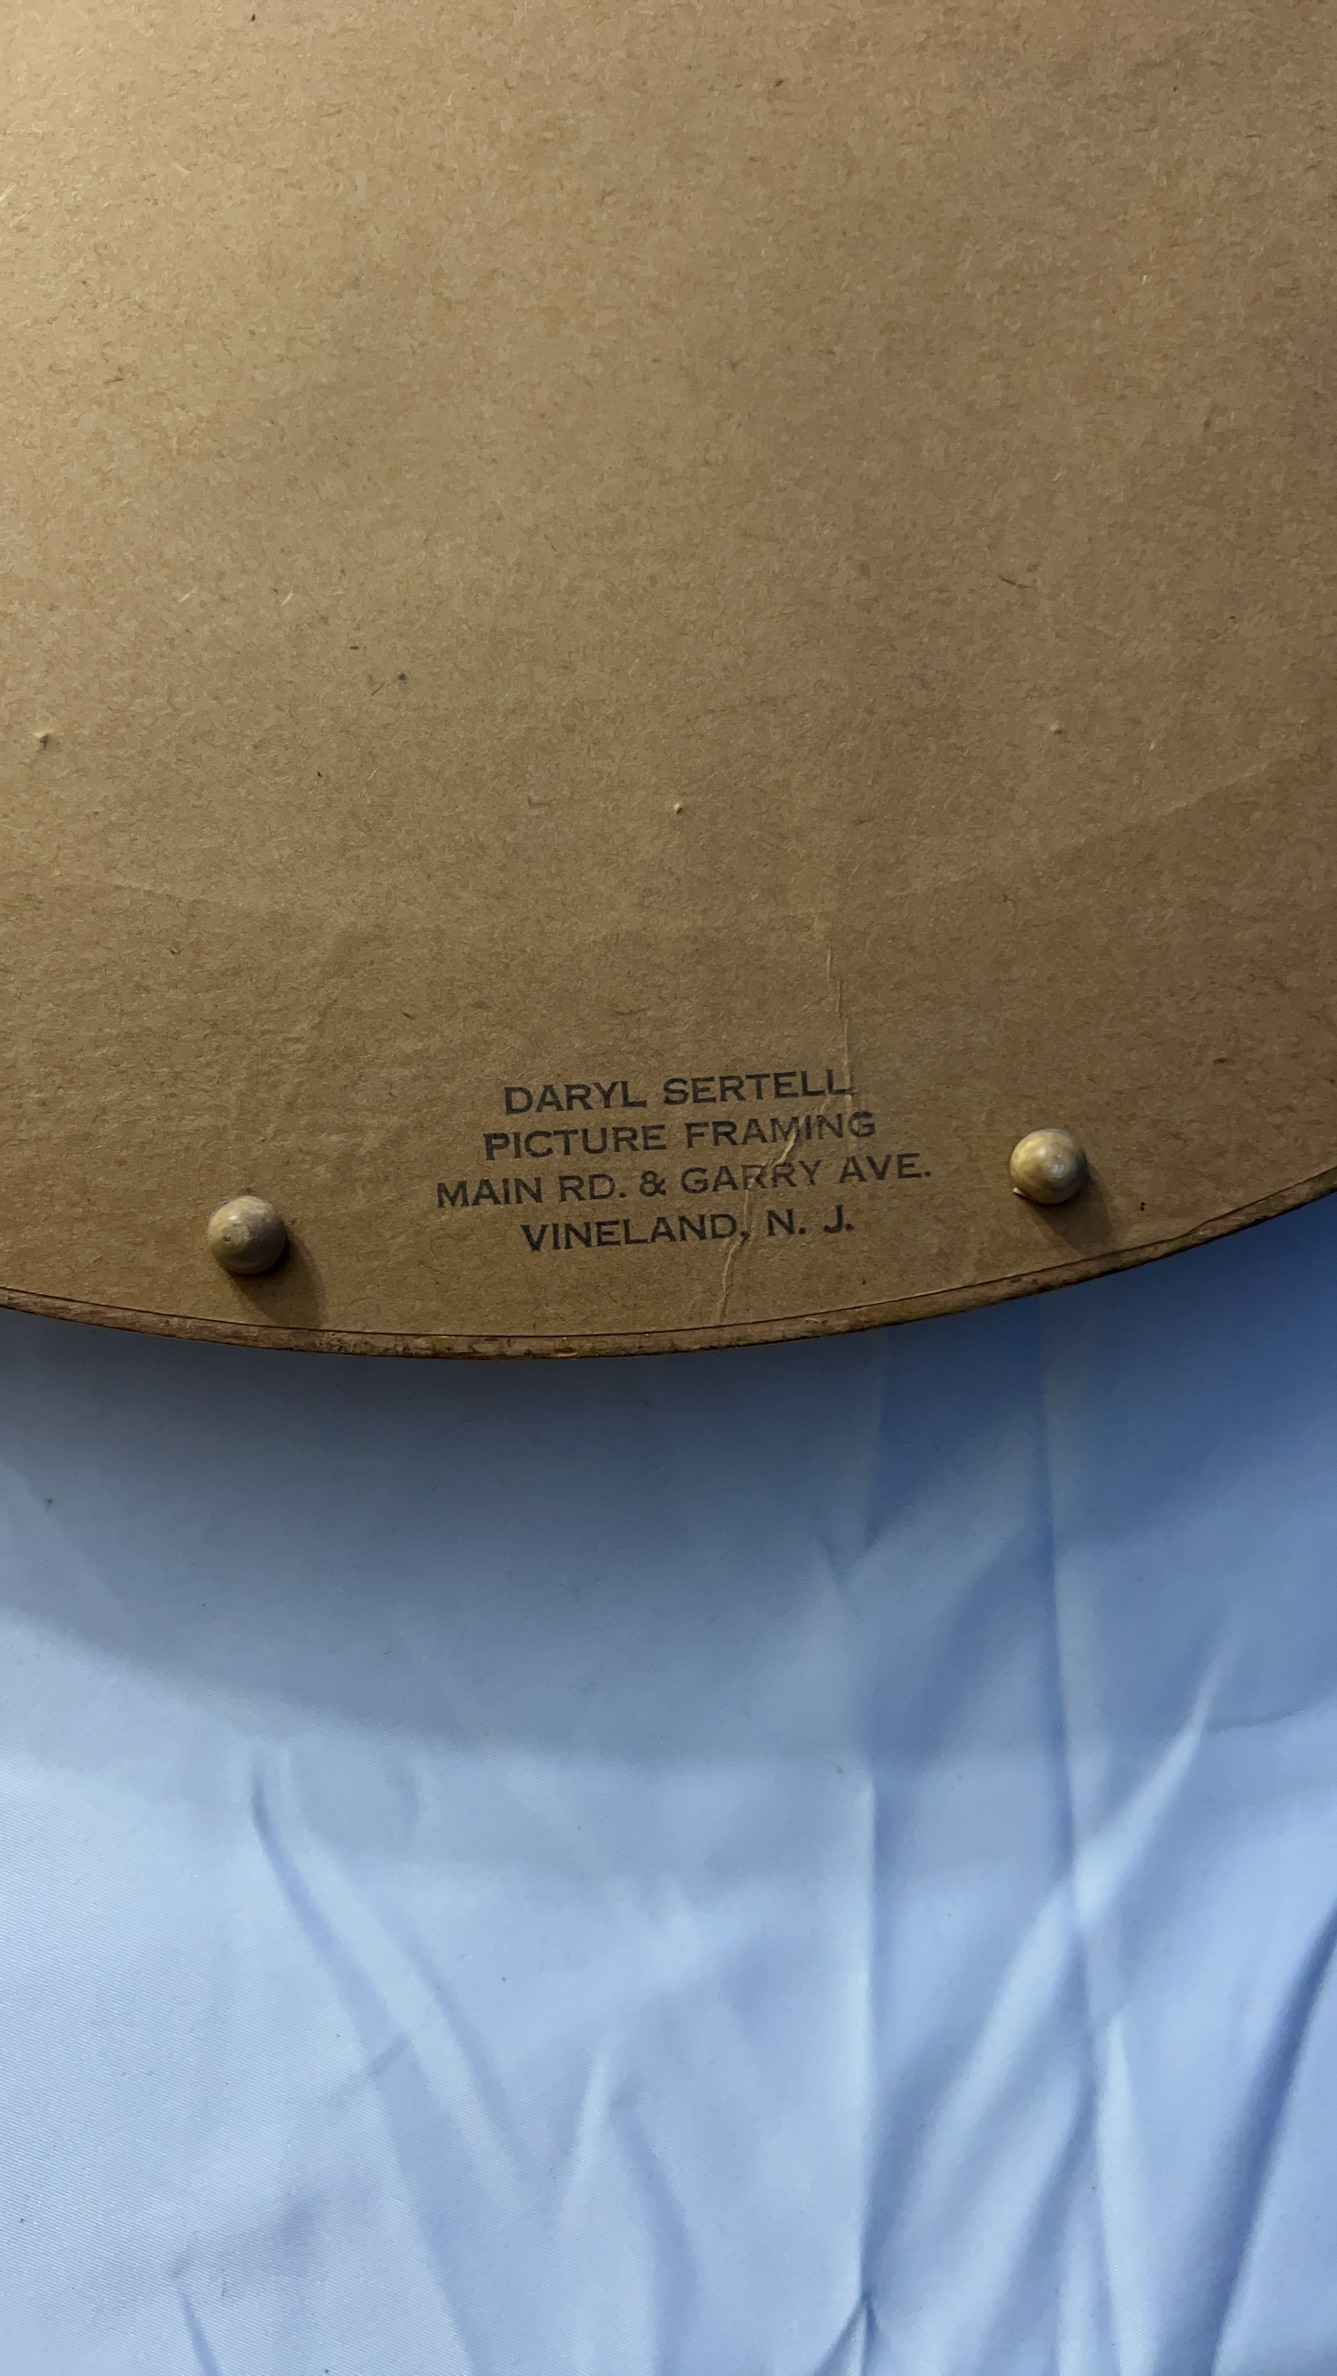 DARYL SERTELL
PICTURE FRAMING
MAIN RD. & GARRY AVE.
VINELAND, N. J.